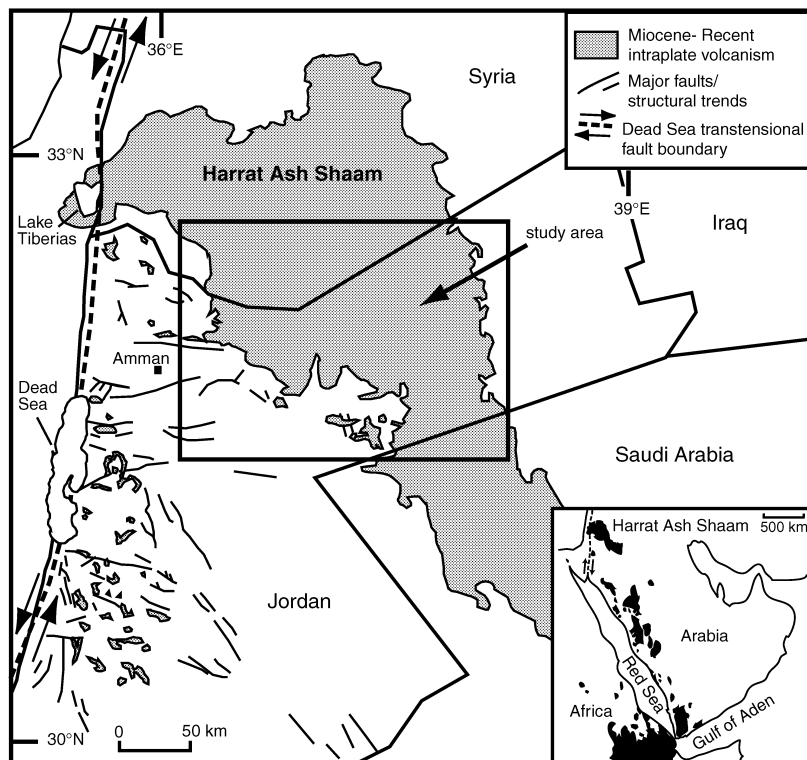 36°E
Syria
Miocene- Recent
intraplate volcanism
Major faults/
structural trends
Dead Sea transtensional
fault boundary
33°N
Harrat Ash Shaam
39°E
Lake
Tiberias
study area
Iraq
Amman
Dead
Sea
Saudi Arabia
Jordan
30°N
0 50 km
Harrat Ash Shaam
500 km
Arabia
Red Sea
Africa
Gulf of Aden